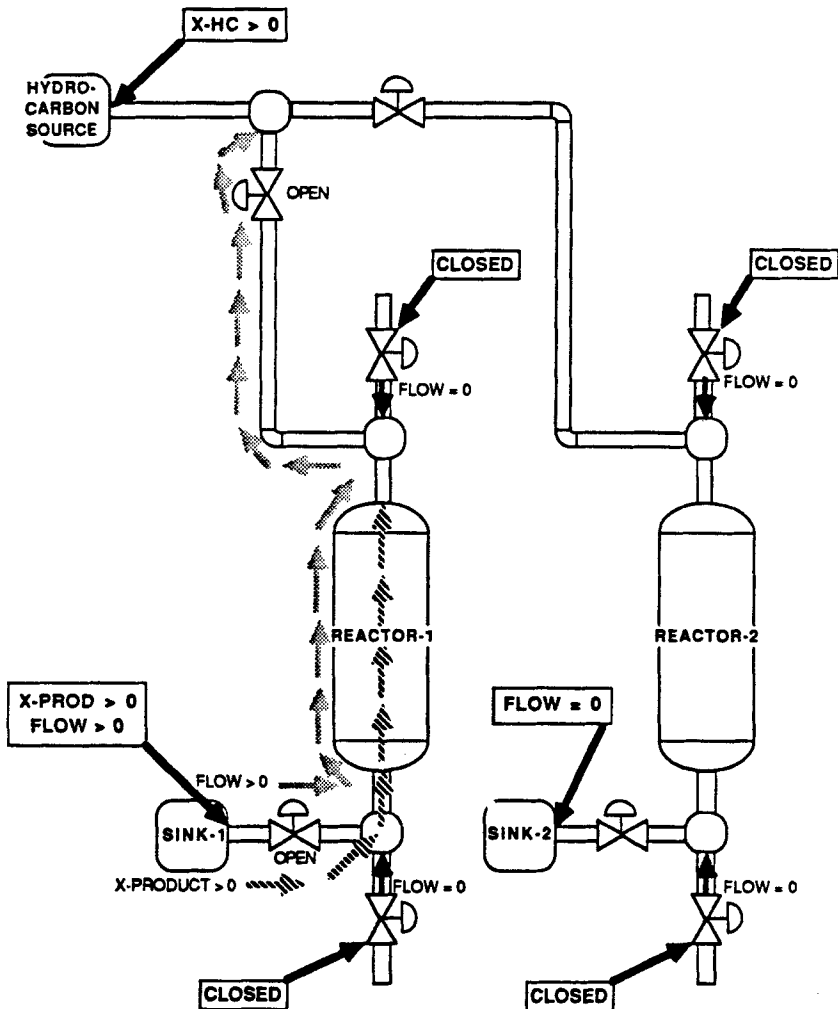 X-HC > 0
HYDRO-
CARBON
SOURCE
OPEN
CLOSED
CLOSED
FLOW = 0
FLOW = 0
REACTOR-1
REACTOR-2
X-PROD > 0
FLOW > 0
FLOW = 0
FLOW > 0
SINK-1
OPEN
SINK-2
X-PRODUCT > 0
FLOW = 0
FLOW = 0
CLOSED
CLOSED